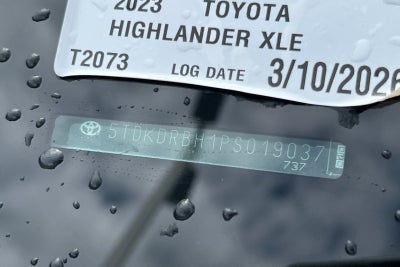 2023 TOYOTA
HIGHLANDER XLE
T2073 LOG DATE 3/10/2026
5TDKDRBH1PS019037
737